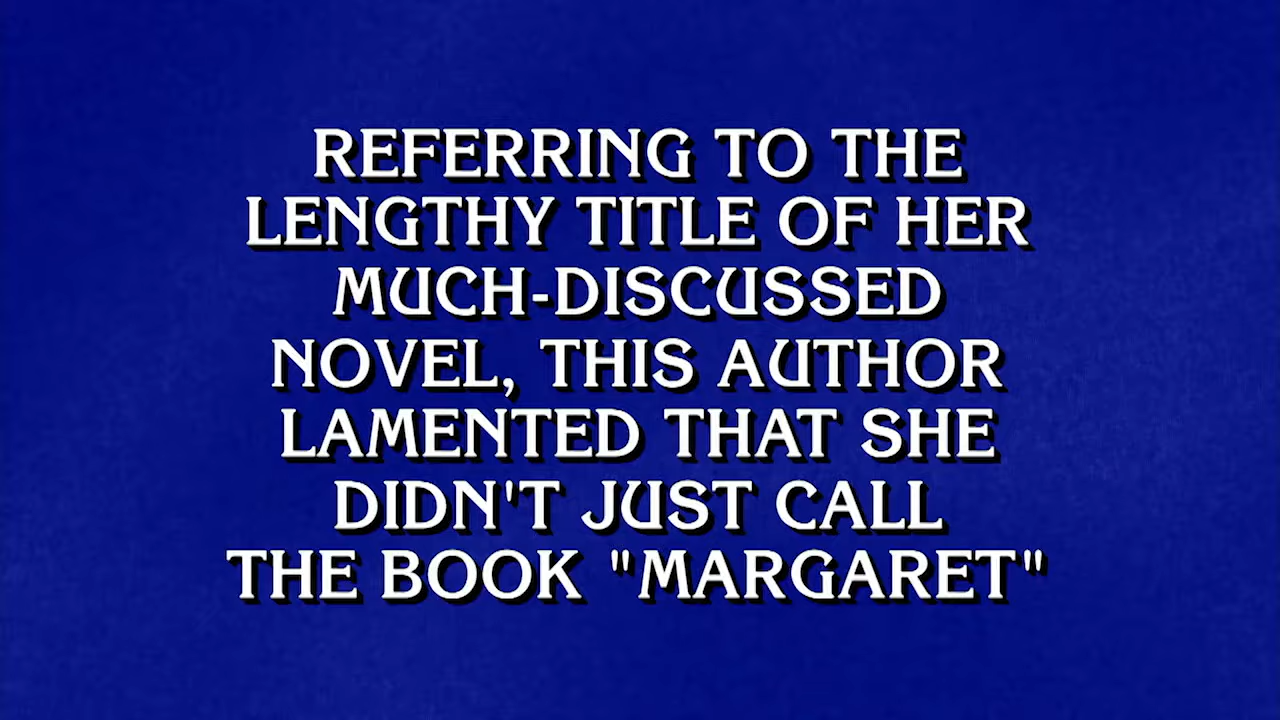 REFERRING TO THE
LENGTHY TITLE OF HER
MUCH-DISCUSSED
NOVEL, THIS AUTHOR
LAMENTED THAT SHE
DIDN'T JUST CALL
THE BOOK "MARGARET"